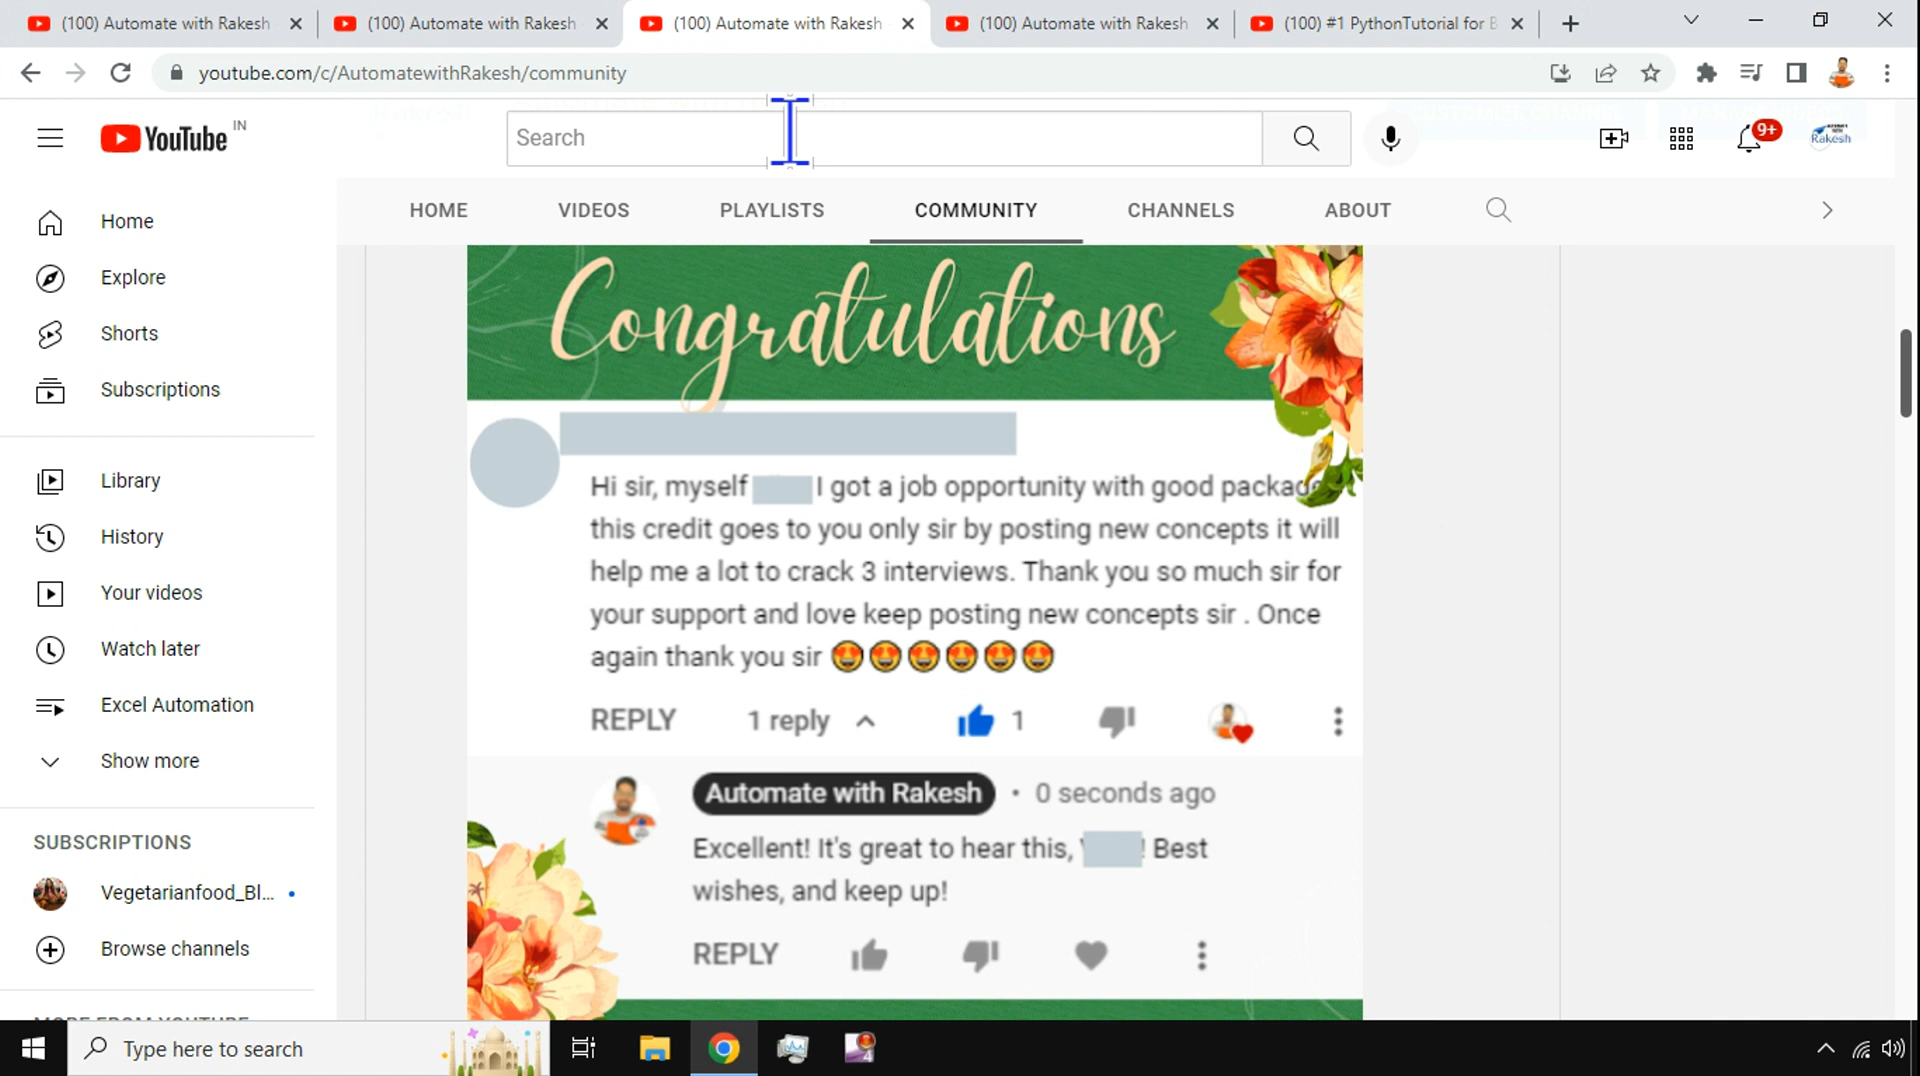 (100) Automate with Rakesh
(100) Automate with Rakesh
(100) Automate with Rakesh
(100) Automate with Rakesh
(100) #1 PythonTutorial for B
youtube.com/c/AutomatewithRakesh/community
YouTube IN
Search
9+
Rakesh
HOME
VIDEOS
PLAYLISTS
COMMUNITY
CHANNELS
ABOUT
Home
Explore
Shorts
Subscriptions
Library
History
Your videos
Watch later
Excel Automation
Show more
SUBSCRIPTIONS
Vegetarianfood_Bl...
Browse channels
MORE FROM YOUTUBE
Congratulations
Hi sir, myself I got a job opportunity with good package
this credit goes to you only sir by posting new concepts it will
help me a lot to crack 3 interviews. Thank you so much sir for
your support and love keep posting new concepts sir . Once
again thank you sir 😍😍😍😍😍😍
REPLY
1 reply
1
Automate with Rakesh • 0 seconds ago
Excellent! It's great to hear this, ! Best
wishes, and keep up!
REPLY
Type here to search
4